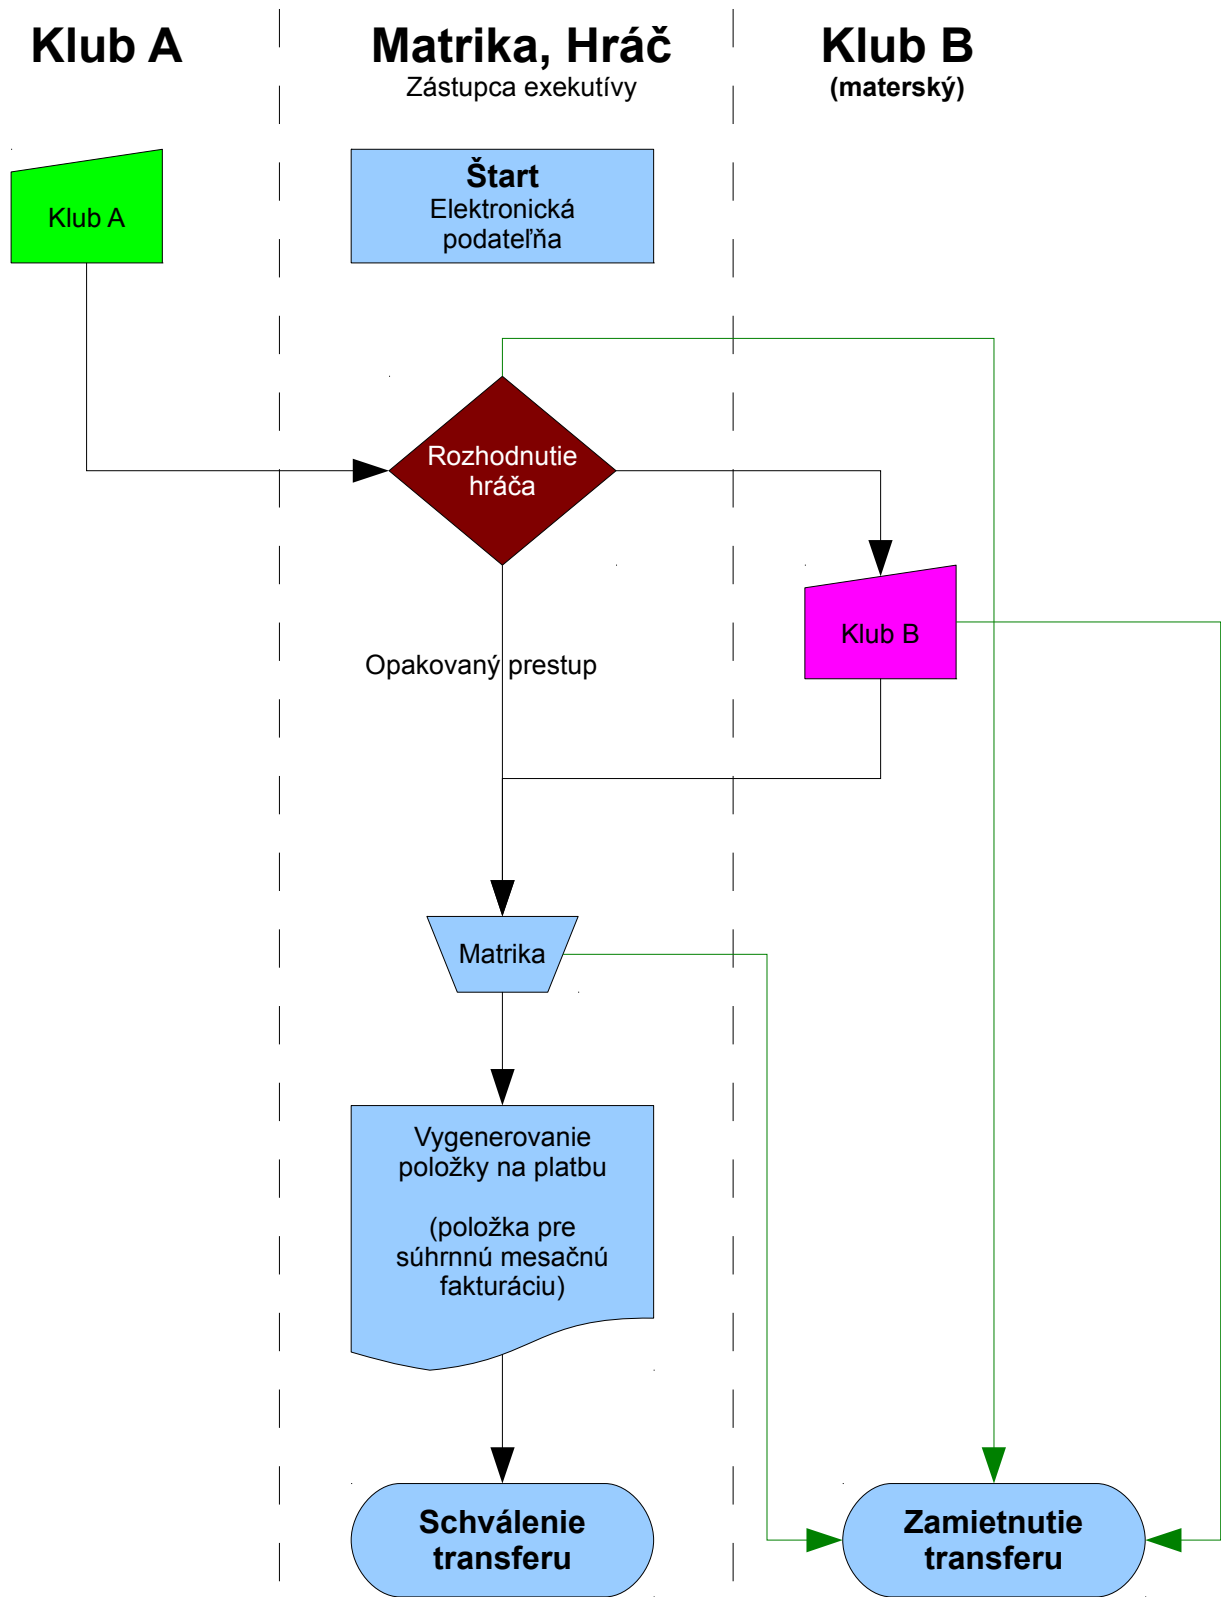 Klub A
Matrika, Hráč
Zástupca exekutívy
Klub B
(materský)
Klub A
Štart
Elektronická
podateľňa
Rozhodnutie
hráča
Klub B
Opakovaný prestup
Matrika
Vygenerovanie
položky na platbu
(položka pre
súhrnnú mesačnú
fakturáciu)
Schválenie
transferu
Zamietnutie
transferu